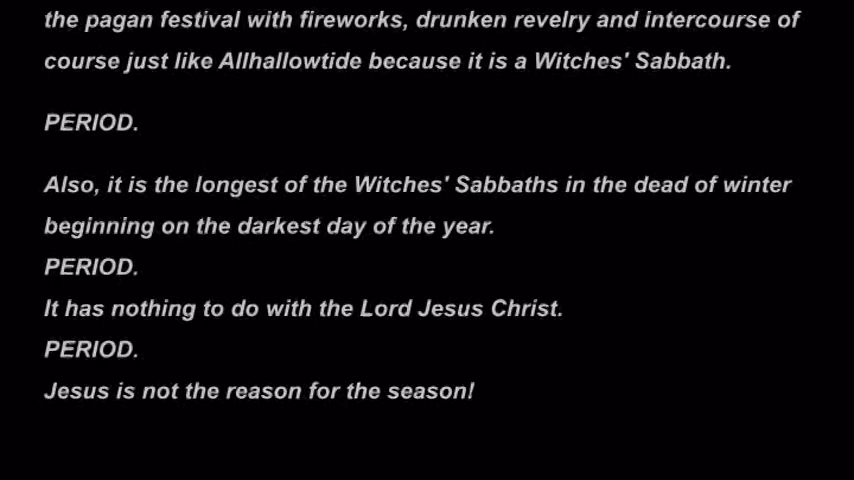 the pagan festival with fireworks, drunken revelry and intercourse of
course just like Allhallowtide because it is a Witches' Sabbath.
PERIOD.
Also, it is the longest of the Witches' Sabbaths in the dead of winter
beginning on the darkest day of the year.
PERIOD.
It has nothing to do with the Lord Jesus Christ.
PERIOD.
Jesus is not the reason for the season!